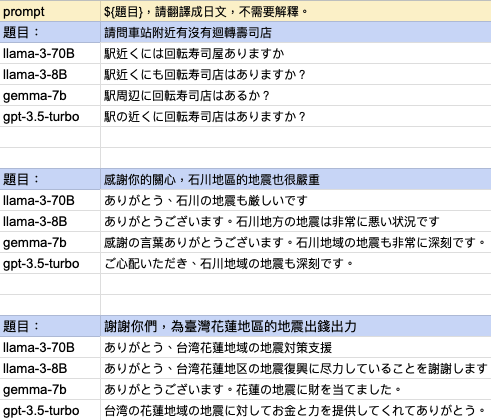 prompt ${題目}，請翻譯成日文，不需要解釋。
題目： 請問車站附近有沒有迴轉壽司店
llama-3-70B 駅近くには回転寿司屋ありますか
llama-3-8B 駅近くにも回転寿司店はありますか？
gemma-7b 駅周辺に回転寿司店はあるか？
gpt-3.5-turbo 駅の近くに回転寿司店はありますか？
題目： 感謝你的關心，石川地區的地震也很嚴重
llama-3-70B ありがとう、石川の地震も厳しいです
llama-3-8B ありがとうございます。石川地方の地震は非常に悪い状況です
gemma-7b 感謝の言葉ありがとうございます。石川地域の地震も非常に深刻です。
gpt-3.5-turbo ご心配いただき、石川地域の地震も深刻です。
題目： 謝謝你們，為臺灣花蓮地區的地震出錢出力
llama-3-70B ありがとう、台湾花蓮地域の地震対策支援
llama-3-8B ありがとう、台湾花蓮地区の地震復興に尽力していることを謝謝します
gemma-7b ありがとうございます。花蓮の地震に財を当てました。
gpt-3.5-turbo 台湾の花蓮地域の地震に対してお金と力を提供してくれてありがとう。